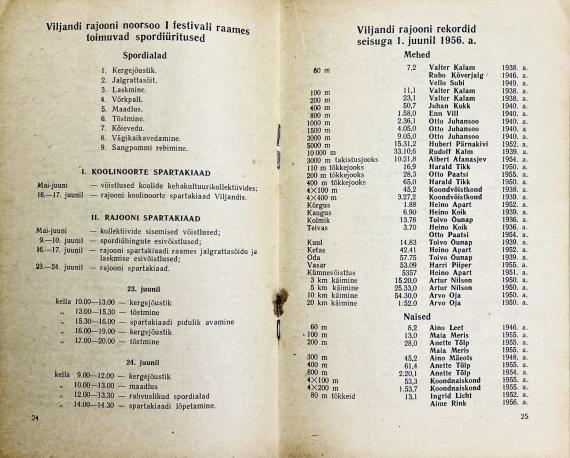 Viljandi rajooni noorsoo I festivali raames
toimuvad spordiüritused
Spordialad
1. Kergejõustik.
2. Jalgrattasõit.
3. Laskmine.
4. Võrkpall.
5. Maadlus.
6. Tõstmine.
7. Kõievedu.
8. Vägikaikavedamine.
9. Sangpommi rebimine.
I. KOOLINOORTE SPARTAKIAAD
Mai-juuni — võistlused koolide kehakultuurikollektiivides;
16.—17. juunil — rajooni koolinoorte spartakiaad Viljandis.
II. RAJOONI SPARTAKIAAD
Mai-juuni — kollektiivide sisemised võistlused;
9.—10. juunil — spordiühingute esivõistlused;
16.—17. juunil — rajooni spartakiaadi raames jalgrattasõidu ja
laskmise esivõistlused;
23.—24. juunil — rajooni spartakiaad.
23. juunil
kella 10.00—13.00 — kergejõustik
„ 13.00—15.30 — tõstmine
„ 15.30—16.00 — spartakiaadi pidulik avamine
„ 16.00—19.00 — kergejõustik
„ 17.00—20.00 — tõstmine
24. juunil
kella 9.00—12.00 — kergejõustik
„ 10.00—13.00 — maadlus
„ 12.00—13.30 — rahvuslikud spordialad
„ 14.00—14.30 — spartakiaadi lõpetamine.
24
Viljandi rajooni rekordid
seisuga 1. juunil 1956. a.
Mehed
60 m 7,2 Valter Kalam 1938. a.
Rubo Köverjalg 1946. a.
Vello Subi 1949. a.
100 m 11,1 Valter Kalam 1938. a.
200 m 23,1 Valter Kalam 1938. a.
400 m 50,7 Juhan Kukk 1940. a.
800 m 1.58,0 Enn Vill 1940. a.
1000 m 2.36,1 Otto Juhansoo 1940. a.
1500 m 4.05,0 Otto Juhansoo 1940. a.
3000 m 9.05,0 Otto Juhansoo 1940. a.
5000 m 15.31,2 Hubert Pärnakivi 1952. a.
10 000 m 33.10,6 Rudolf Kalm 1939. a.
3000 m takistusjooks 10.21,8 Albert Afanasjev 1954. a.
110 m tõkkejooks 16,9 Harald Tikk 1950. a.
200 m tõkkejooks 28,3 Otto Paatsi 1955. a.
400 m tõkkejooks 65,0 Harald Tikk 1950. a.
4×100 m 45,2 Koondvõistkond 1938. a.
4×400 m 3.27,2 Koondvõistkond 1939. a.
Kõrgus 1.88 Heino Apart 1952. a.
Kaugus 6.90 Heino Koik 1939. a.
Kolmik 13.78 Toivo Õunap 1936. a.
Teivas 3.70 Heino Koik 1936. a.
Otto Paatsi 1954. a.
Kuul 14.83 Toivo Õunap 1939. a.
Ketas 42.41 Heino Apart 1952. a.
Oda 57.75 Toivo Õunap 1939. a.
Vasar 53.09 Harri Piiper 1955. a.
Kümnevõistlus 5357 Heino Apart 1951. a.
3 km käimine 15.20,0 Artur Nilson 1950. a.
5 km käimine 25.33,0 Artur Nilson 1950. a.
10 km käimine 54.30,0 Arvo Oja 1950. a.
20 km käimine 1:52.0 Arvo Oja 1950. a.
Naised
60 m 8,2 Aino Leet 1946. a.
100 m 13,0 Maia Meris 1955. a.
200 m 28,0 Anette Tõlp 1955. a.
Maia Meris 1955. a.
300 m 45,2 Aino Mäeots 1948. a.
400 m 61,4 Anette Tõlp 1955. a.
800 m 2.20,1 Anette Tõlp 1954. a.
4×100 m 53,3 Koondnaiskond 1955. a.
4×200 m 1.53,7 Koondnaiskond 1955. a.
80 m tõkkeid 13,1 Ingrid Licht 1952. a.
Aime Rink 1956. a.
25